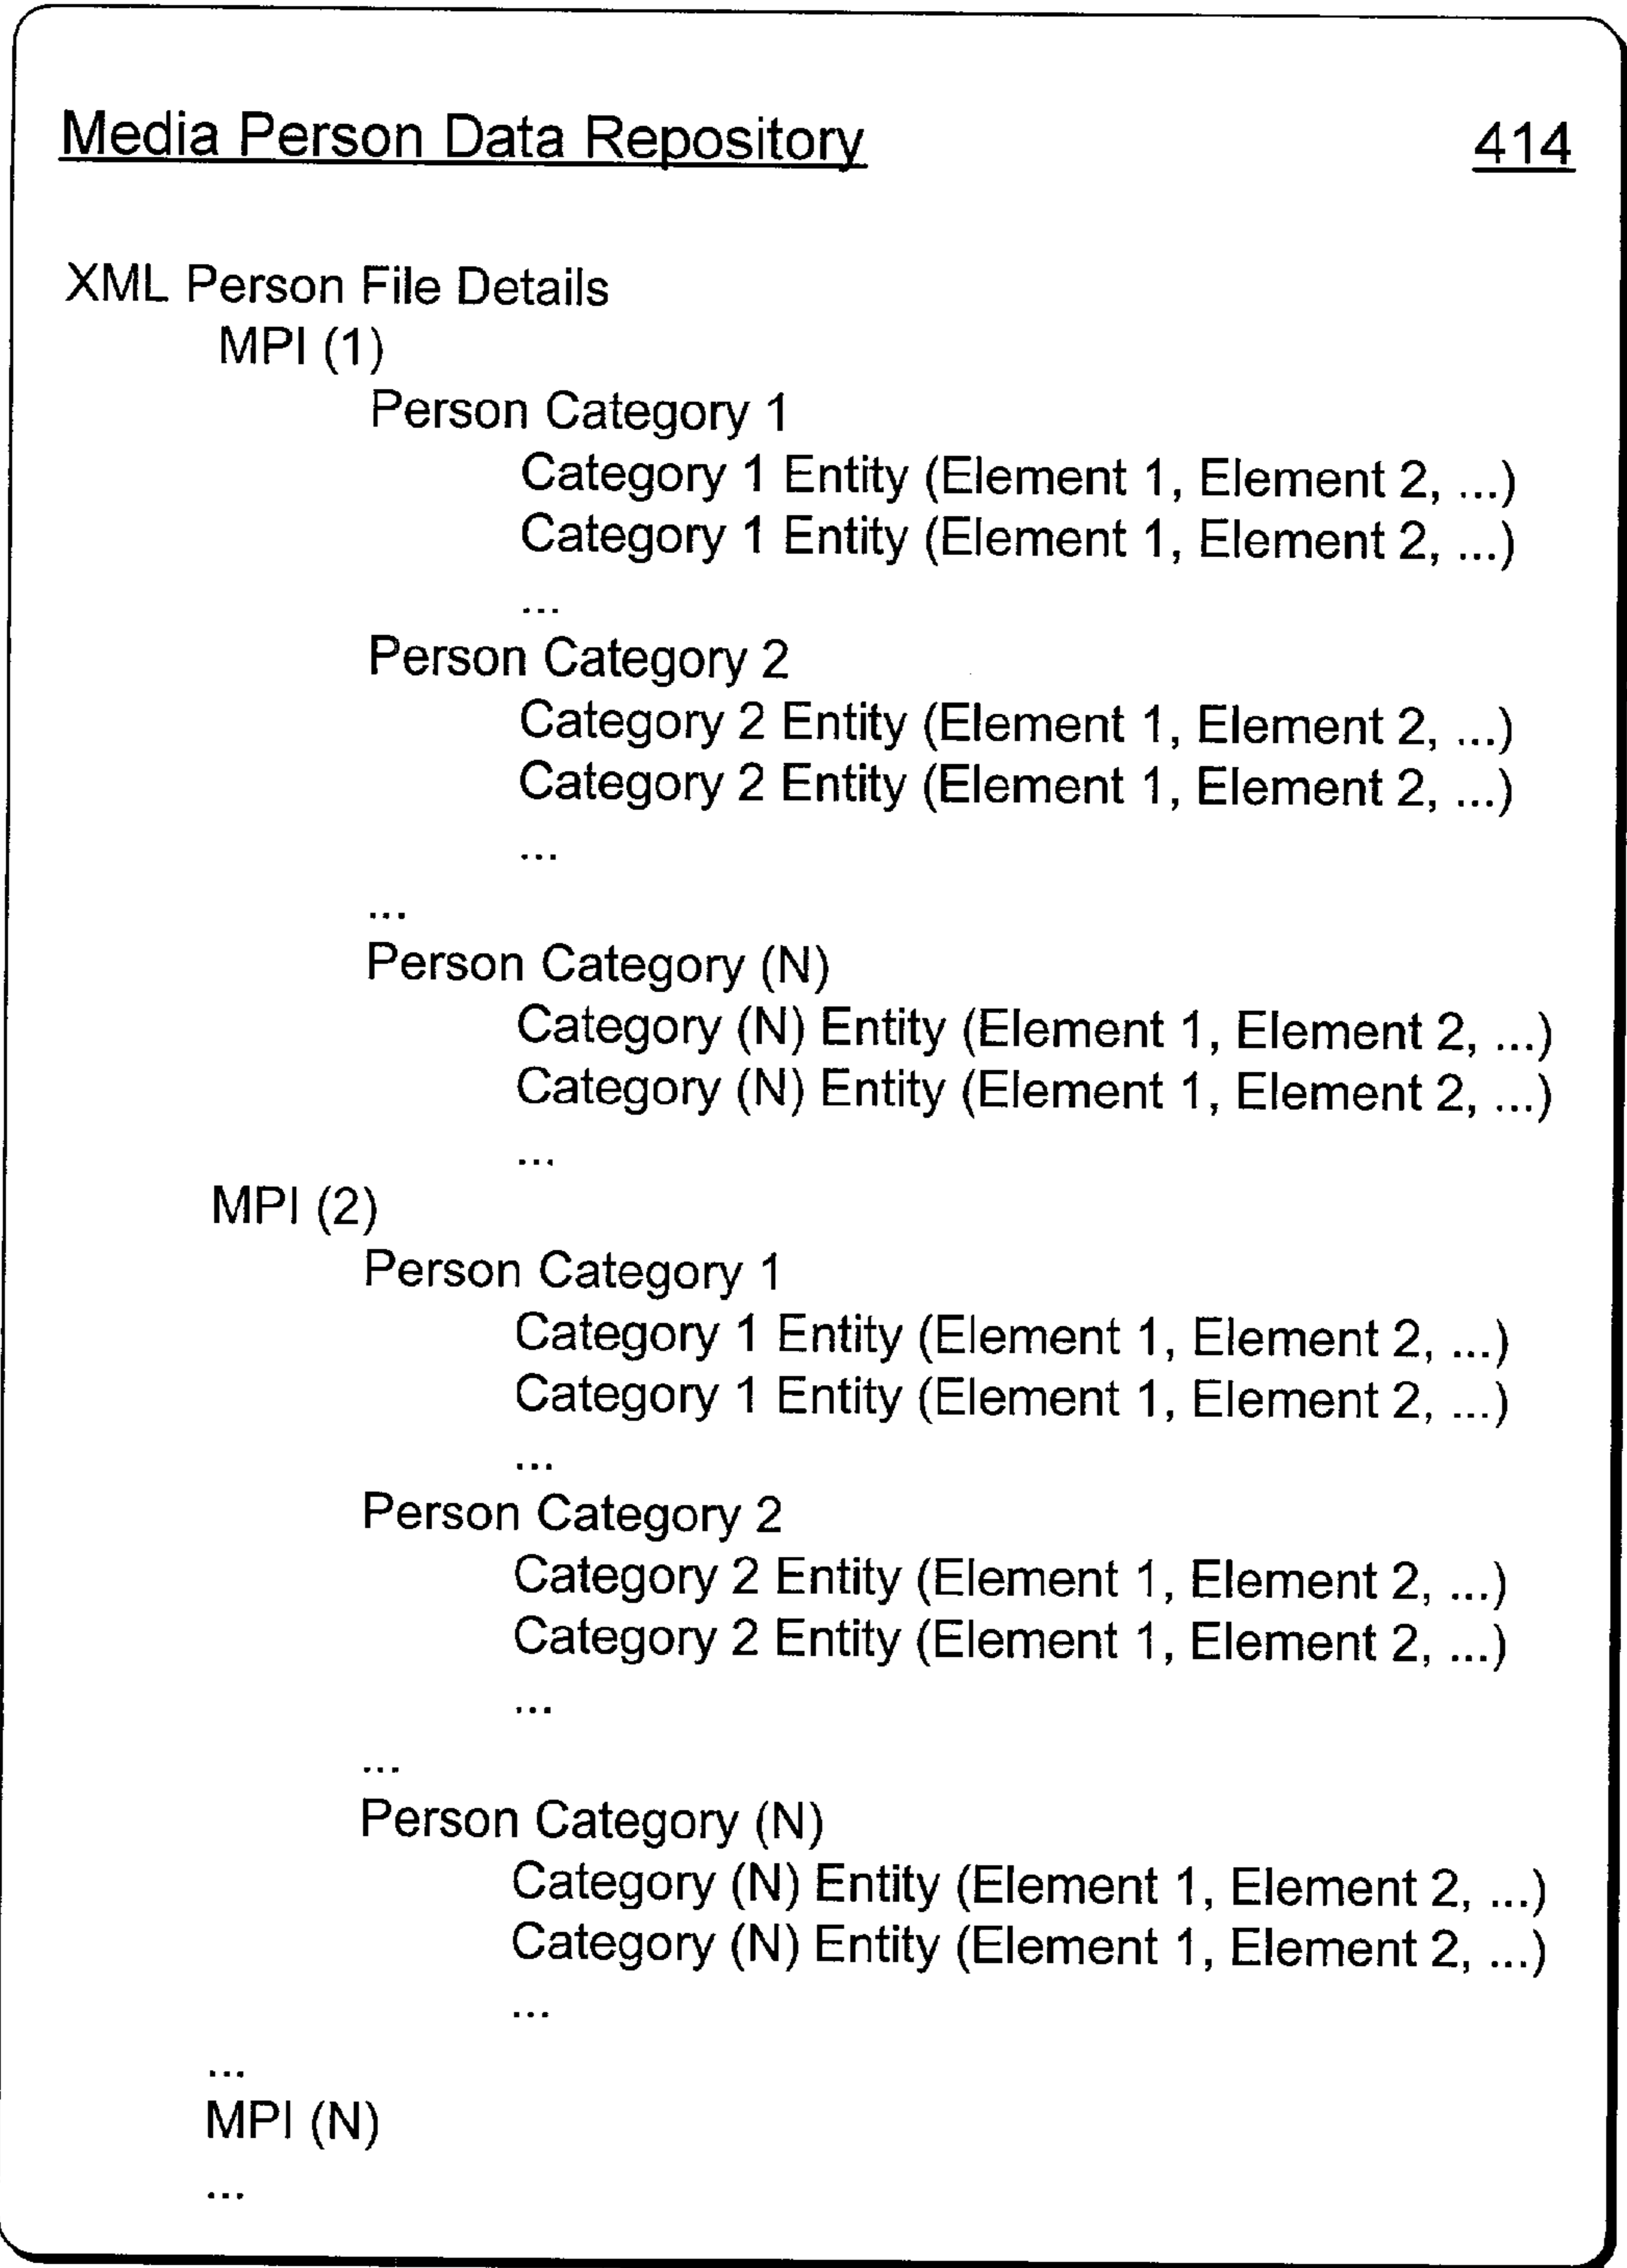 Media Person Data Repository 414
XML Person File Details
MPI (1)
Person Category 1
Category 1 Entity (Element 1, Element 2, ...)
Category 1 Entity (Element 1, Element 2, ...)
...
Person Category 2
Category 2 Entity (Element 1, Element 2, ...)
Category 2 Entity (Element 1, Element 2, ...)
...
...
Person Category (N)
Category (N) Entity (Element 1, Element 2, ...)
Category (N) Entity (Element 1, Element 2, ...)
...
MPI (2)
Person Category 1
Category 1 Entity (Element 1, Element 2, ...)
Category 1 Entity (Element 1, Element 2, ...)
...
Person Category 2
Category 2 Entity (Element 1, Element 2, ...)
Category 2 Entity (Element 1, Element 2, ...)
...
...
Person Category (N)
Category (N) Entity (Element 1, Element 2, ...)
Category (N) Entity (Element 1, Element 2, ...)
...
...
MPI (N)
...